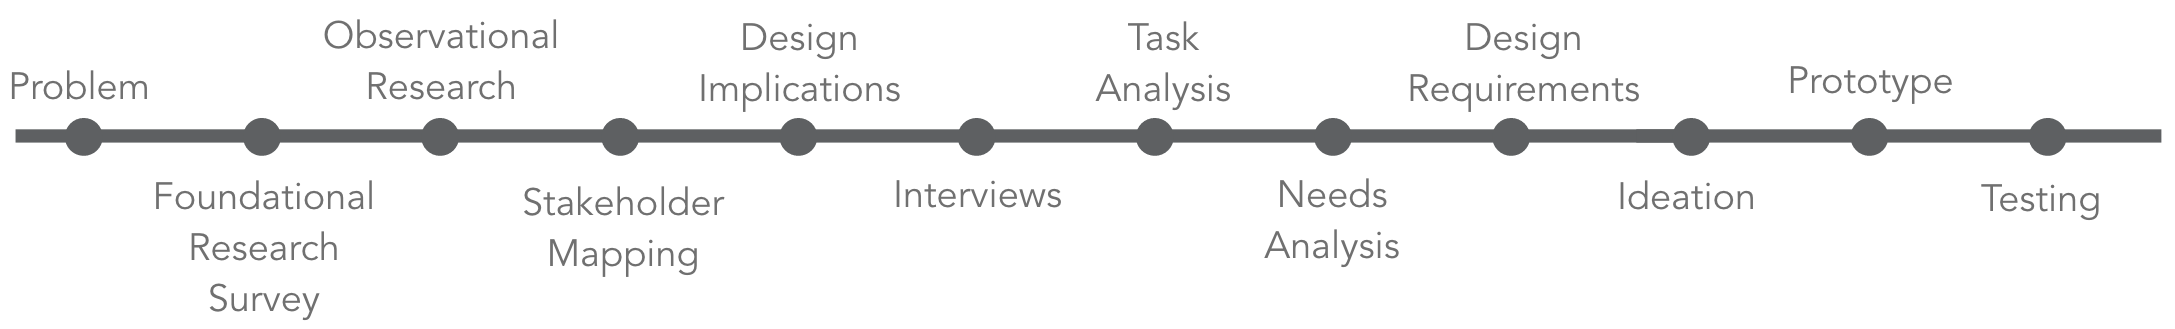 Problem
Foundational
Research
Survey
Observational
Research
Stakeholder
Mapping
Design
Implications
Interviews
Task
Analysis
Needs
Analysis
Design
Requirements
Ideation
Prototype
Testing